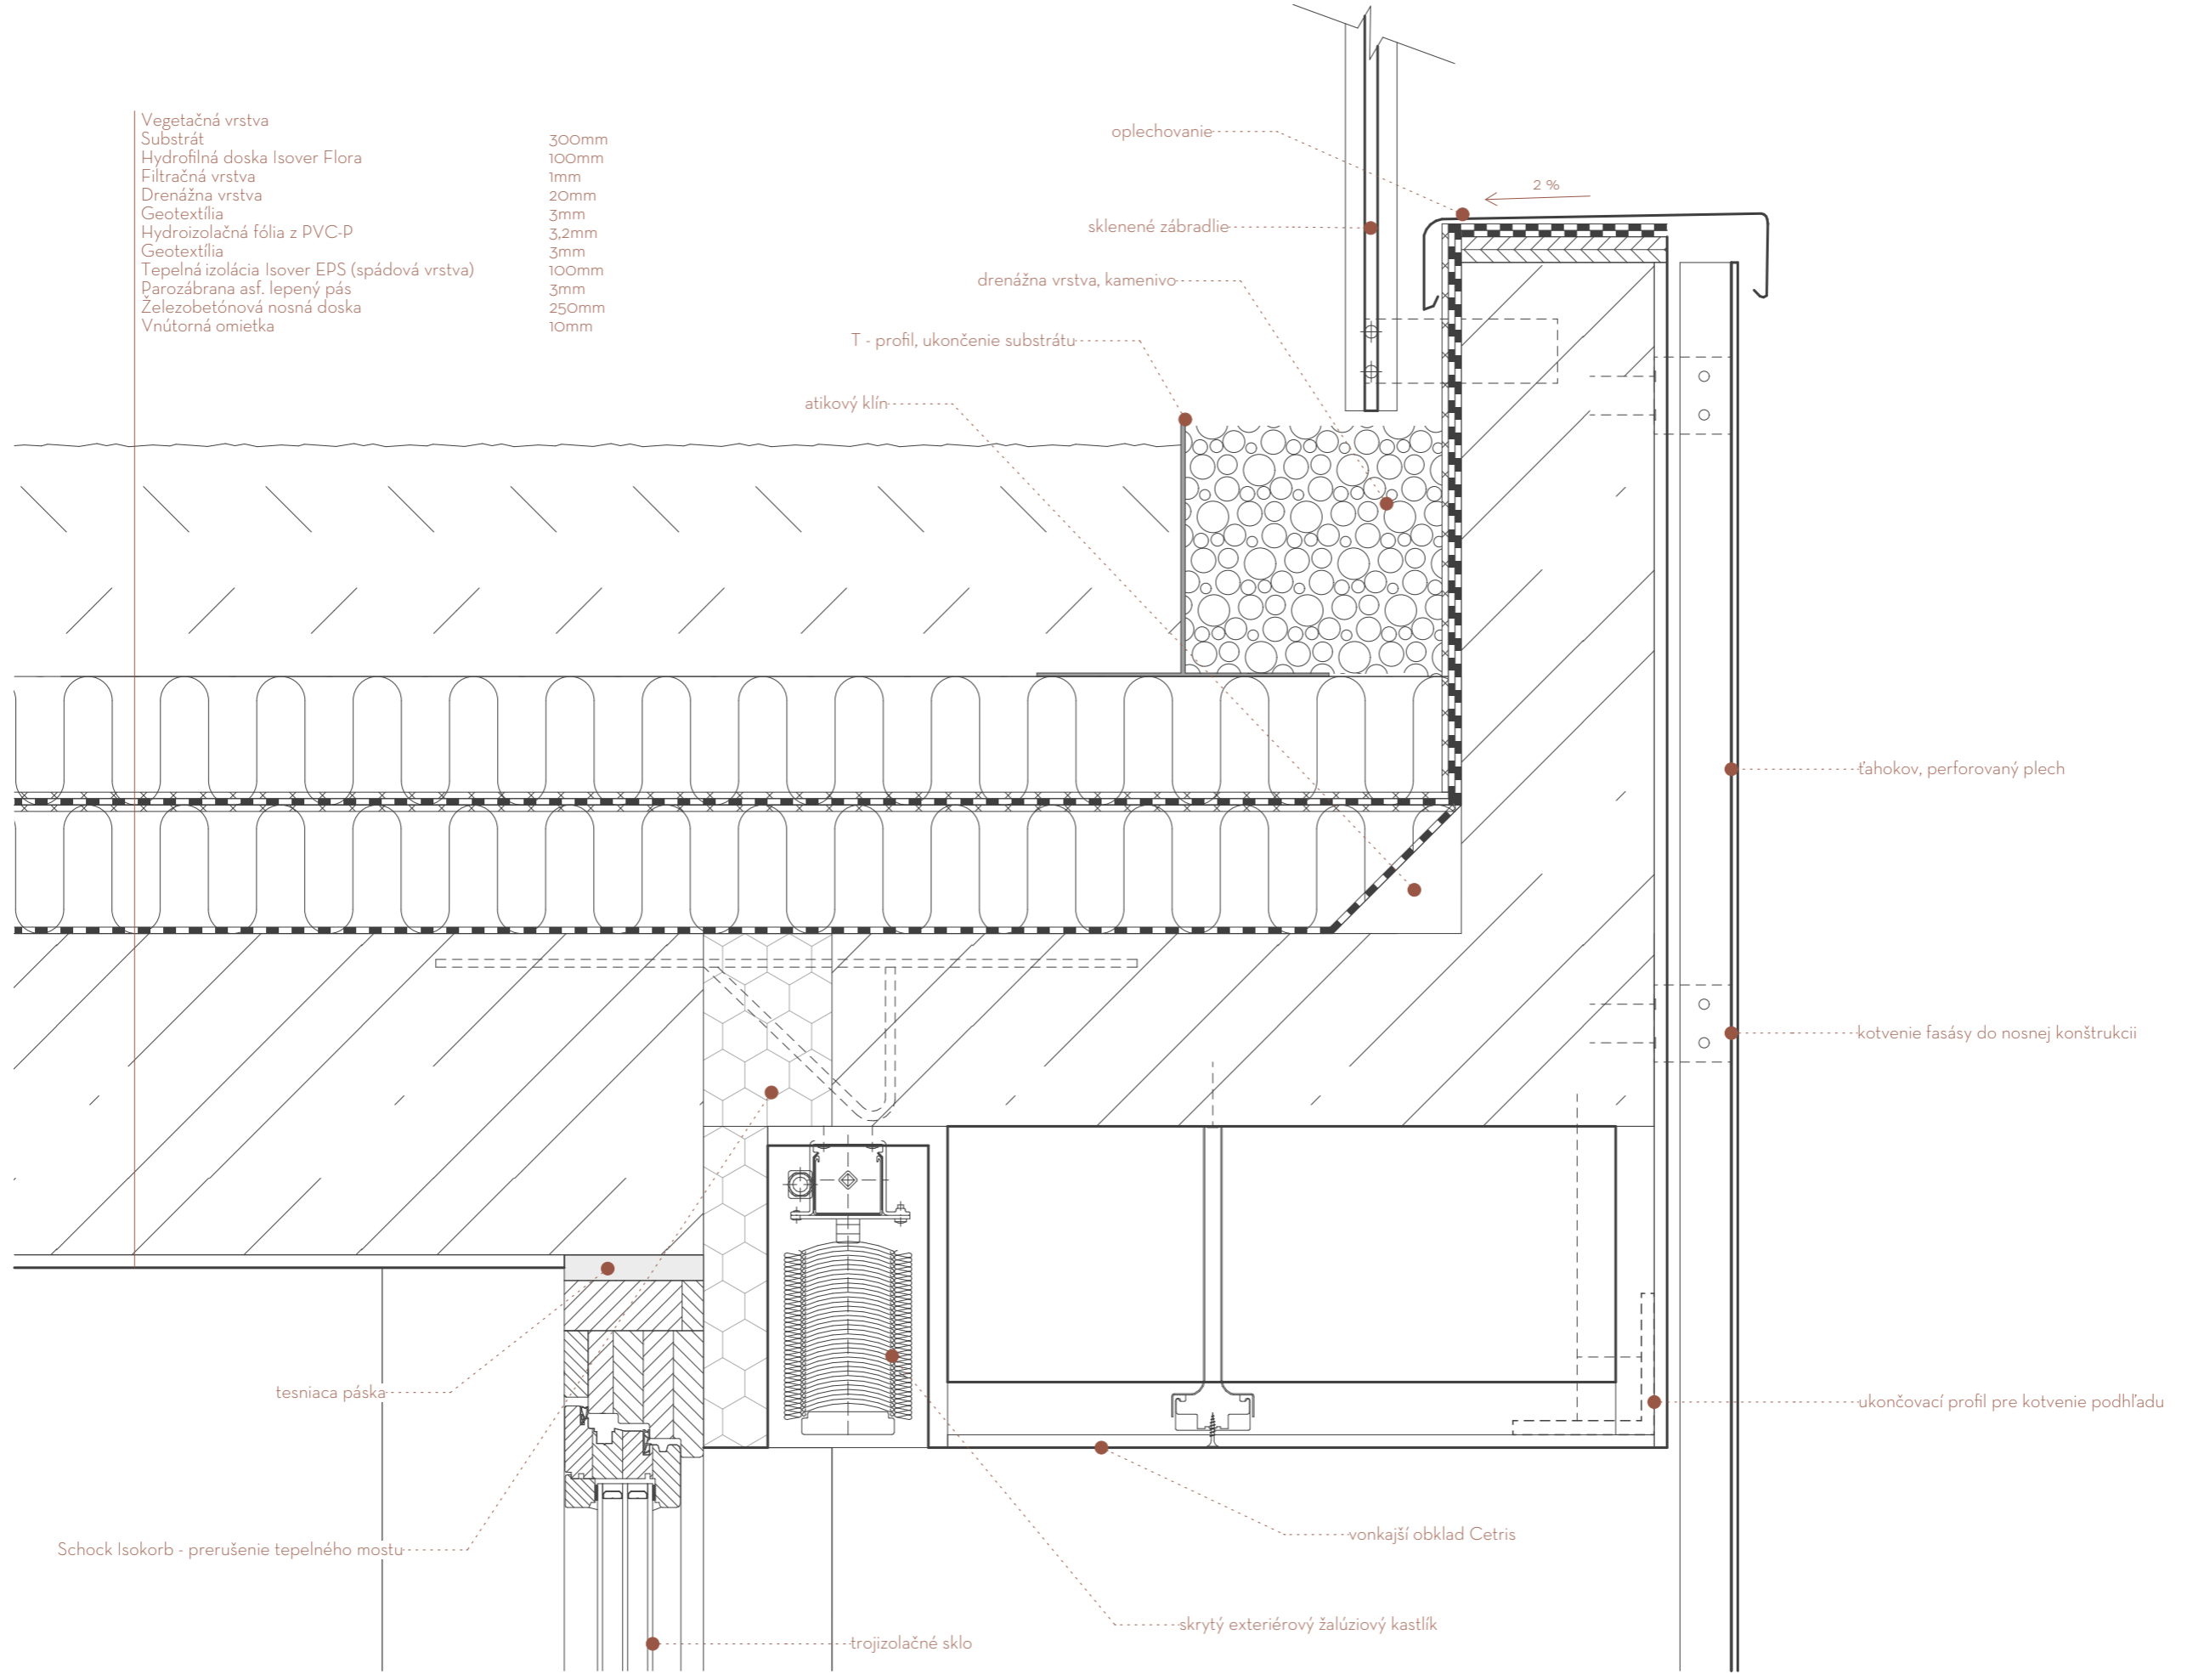 Vegetačná vrstva
Substrát 300mm
Hydrofilná doska Isover Flora 100mm
Filtračná vrstva 1mm
Drenážna vrstva 20mm
Geotextília 3mm
Hydroizolačná fólia z PVC-P 3,2mm
Geotextília 3mm
Tepelná izolácia Isover EPS (spádová vrstva) 100mm
Parozábrana asf. lepený pás 3mm
Železobetónová nosná doska 250mm
Vnútorná omietka 10mm
oplechovanie
2 %
sklenené zábradlie
drenážna vrstva, kamenivo
T - profil, ukončenie substrátu
atikový klín
ťahokov, perforovaný plech
kotvenie fasásy do nosnej konštrukcii
tesniaca páska
ukončovací profil pre kotvenie podhľadu
vonkajší obklad Cetris
Schock Isokorb - prerušenie tepelného mostu
skrytý exteriérový žalúziový kastlík
trojizolačné sklo